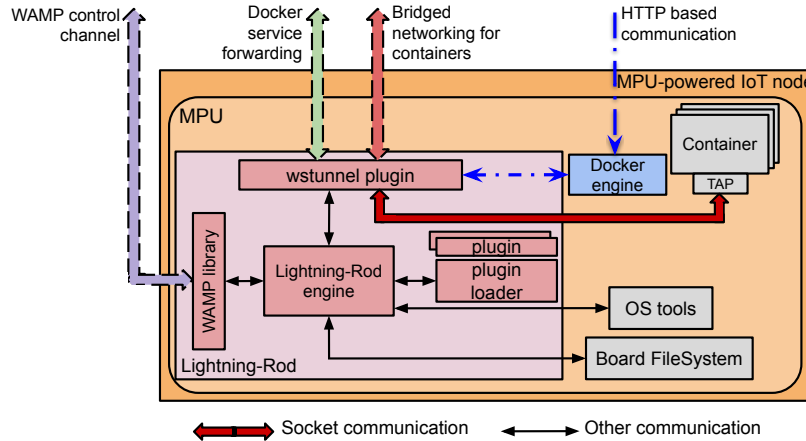 WAMP control
channel
Docker
service
forwarding
Bridged
networking for
containers
HTTP based
communication
MPU-powered IoT node
MPU
Container
TAP
Docker
engine
wstunnel plugin
WAMP library
Lightning-Rod
engine
plugin
plugin
loader
OS tools
Board FileSystem
Lightning-Rod
Socket communication
Other communication